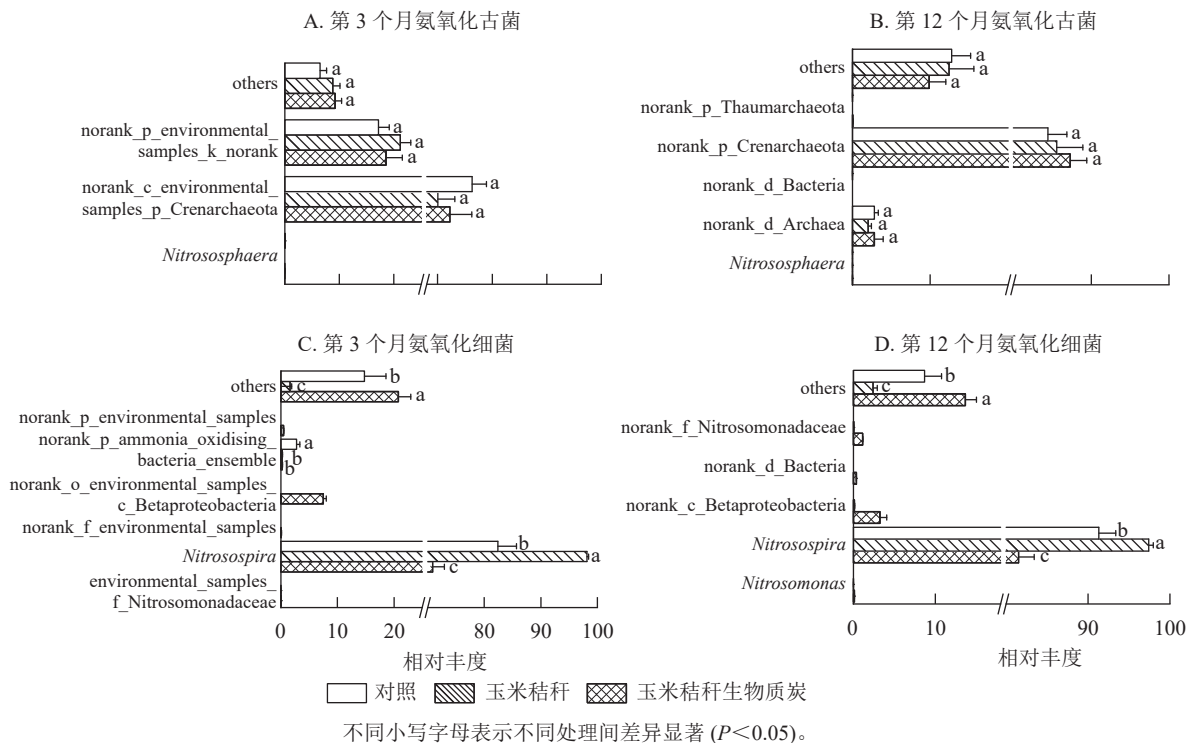 A. 第 3 个月氨氧化古菌
others
a
a
a
norank_p_environmental_
samples_k_norank
a
a
a
norank_c_environmental_
samples_p_Crenarchaeota
a
a
a
Nitrososphaera
B. 第 12 个月氨氧化古菌
others
a
a
a
norank_p_Thaumarchaeota
norank_p_Crenarchaeota
a
a
a
norank_d_Bacteria
norank_d_Archaea
a
a
a
Nitrososphaera
C. 第 3 个月氨氧化细菌
others
b
c
a
norank_p_environmental_samples
norank_p_ammonia_oxidising_
bacteria_ensemble
a
b
b
norank_o_environmental_samples_
c_Betaproteobacteria
norank_f_environmental_samples
Nitrosospira
b
a
c
environmental_samples_
f_Nitrosomonadaceae
0 10 20 80 90 100
相对丰度
D. 第 12 个月氨氧化细菌
others
b
c
a
norank_f_Nitrosomonadaceae
norank_d_Bacteria
norank_c_Betaproteobacteria
Nitrosospira
b
a
c
Nitrosomonas
0 10 90 100
相对丰度
对照 玉米秸秆 玉米秸秆生物质炭
不同小写字母表示不同处理间差异显著 (P＜0.05)。